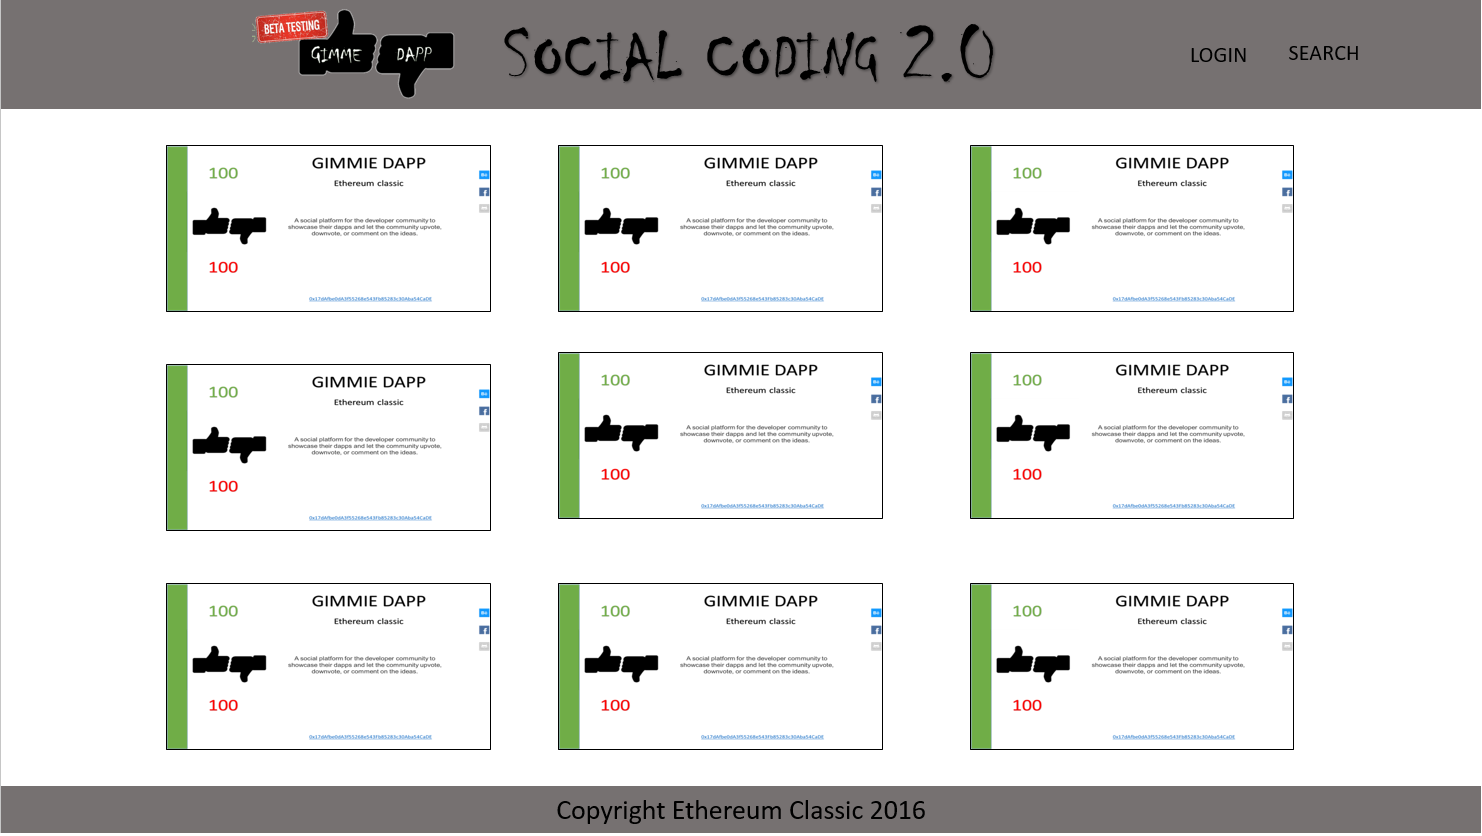 BETA TESTING
GIMME DAPP
SOCIAL CODING 2.0
LOGIN
SEARCH
100
GIMMIE DAPP
Ethereum classic
A social platform for the developer community to
showcase their dapps and let the community upvote,
downvote, or comment on the ideas.
100
100
GIMMIE DAPP
Ethereum classic
A social platform for the developer community to
showcase their dapps and let the community upvote,
downvote, or comment on the ideas.
100
100
GIMMIE DAPP
Ethereum classic
A social platform for the developer community to
showcase their dapps and let the community upvote,
downvote, or comment on the ideas.
100
100
GIMMIE DAPP
Ethereum classic
A social platform for the developer community to
showcase their dapps and let the community upvote,
downvote, or comment on the ideas.
100
100
GIMMIE DAPP
Ethereum classic
A social platform for the developer community to
showcase their dapps and let the community upvote,
downvote, or comment on the ideas.
100
100
GIMMIE DAPP
Ethereum classic
A social platform for the developer community to
showcase their dapps and let the community upvote,
downvote, or comment on the ideas.
100
100
GIMMIE DAPP
Ethereum classic
A social platform for the developer community to
showcase their dapps and let the community upvote,
downvote, or comment on the ideas.
100
100
GIMMIE DAPP
Ethereum classic
A social platform for the developer community to
showcase their dapps and let the community upvote,
downvote, or comment on the ideas.
100
100
GIMMIE DAPP
Ethereum classic
A social platform for the developer community to
showcase their dapps and let the community upvote,
downvote, or comment on the ideas.
100
Copyright Ethereum Classic 2016